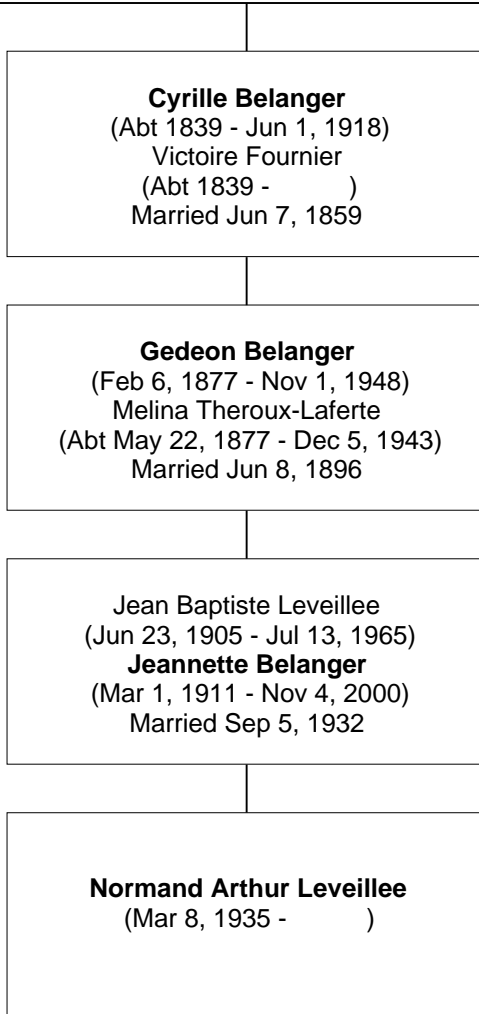 Cyrille Belanger
(Abt 1839 - Jun 1, 1918)
Victoire Fournier
(Abt 1839 - )
Married Jun 7, 1859
Gedeon Belanger
(Feb 6, 1877 - Nov 1, 1948)
Melina Theroux-Laferte
(Abt May 22, 1877 - Dec 5, 1943)
Married Jun 8, 1896
Jean Baptiste Leveillee
(Jun 23, 1905 - Jul 13, 1965)
Jeannette Belanger
(Mar 1, 1911 - Nov 4, 2000)
Married Sep 5, 1932
Normand Arthur Leveillee
(Mar 8, 1935 - )